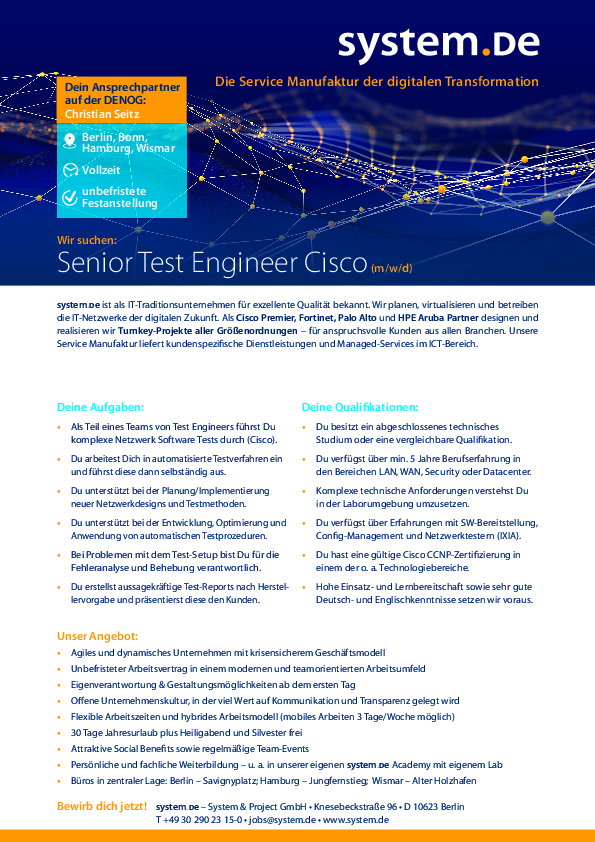 system.DE
Die Service Manufaktur der digitalen Transformation
Dein Ansprechpartner
auf der DENOG:
Christian Seitz
Berlin, Bonn,
Hamburg, Wismar
Vollzeit
unbefristete
Festanstellung
Wir suchen:
Senior Test Engineer Cisco (m/w/d)
system.DE ist als IT-Traditionsunternehmen für exzellente Qualität bekannt. Wir planen, virtualisieren und betreiben
die IT-Netzwerke der digitalen Zukunft. Als Cisco Premier, Fortinet, Palo Alto und HPE Aruba Partner designen und
realisieren wir Turnkey-Projekte aller Größenordnungen – für anspruchsvolle Kunden aus allen Branchen. Unsere
Service Manufaktur liefert kundenspezifische Dienstleistungen und Managed-Services im ICT-Bereich.
Deine Aufgaben:
• Als Teil eines Teams von Test Engineers führst Du
komplexe Netzwerk Software Tests durch (Cisco).
• Du arbeitest Dich in automatisierte Testverfahren ein
und führst diese dann selbständig aus.
• Du unterstützt bei der Planung/Implementierung
neuer Netzwerkdesigns und Testmethoden.
• Du unterstützt bei der Entwicklung, Optimierung und
Anwendung von automatischen Testprozeduren.
• Bei Problemen mit dem Test-Setup bist Du für die
Fehleranalyse und Behebung verantwortlich.
• Du erstellst aussagekräftige Test-Reports nach Herstel-
lervorgabe und präsentierst diese den Kunden.
Deine Qualifikationen:
• Du besitzt ein abgeschlossenes technisches
Studium oder eine vergleichbare Qualifikation.
• Du verfügst über min. 5 Jahre Berufserfahrung in
den Bereichen LAN, WAN, Security oder Datacenter.
• Komplexe technische Anforderungen verstehst Du
in der Laborumgebung umzusetzen.
• Du verfügst über Erfahrungen mit SW-Bereitstellung,
Config-Management und Netzwerktestern (IXIA).
• Du hast eine gültige Cisco CCNP-Zertifizierung in
einem der o. a. Technologiebereiche.
• Hohe Einsatz- und Lernbereitschaft sowie sehr gute
Deutsch- und Englischkenntnisse setzen wir voraus.
Unser Angebot:
• Agiles und dynamisches Unternehmen mit krisensicherem Geschäftsmodell
• Unbefristeter Arbeitsvertrag in einem modernen und teamorientierten Arbeitsumfeld
• Eigenverantwortung & Gestaltungsmöglichkeiten ab dem ersten Tag
• Offene Unternehmenskultur, in der viel Wert auf Kommunikation und Transparenz gelegt wird
• Flexible Arbeitszeiten und hybrides Arbeitsmodell (mobiles Arbeiten 3 Tage/Woche möglich)
• 30 Tage Jahresurlaub plus Heiligabend und Silvester frei
• Attraktive Social Benefits sowie regelmäßige Team-Events
• Persönliche und fachliche Weiterbildung – u. a. in unserer eigenen system.DE Academy mit eigenem Lab
• Büros in zentraler Lage: Berlin – Savignyplatz; Hamburg – Jungfernstieg; Wismar – Alter Holzhafen
Bewirb dich jetzt! system.DE – System & Project GmbH • Knesebeckstraße 96 • D 10623 Berlin
T +49 30 290 23 15-0 • jobs@system.de • www.system.de